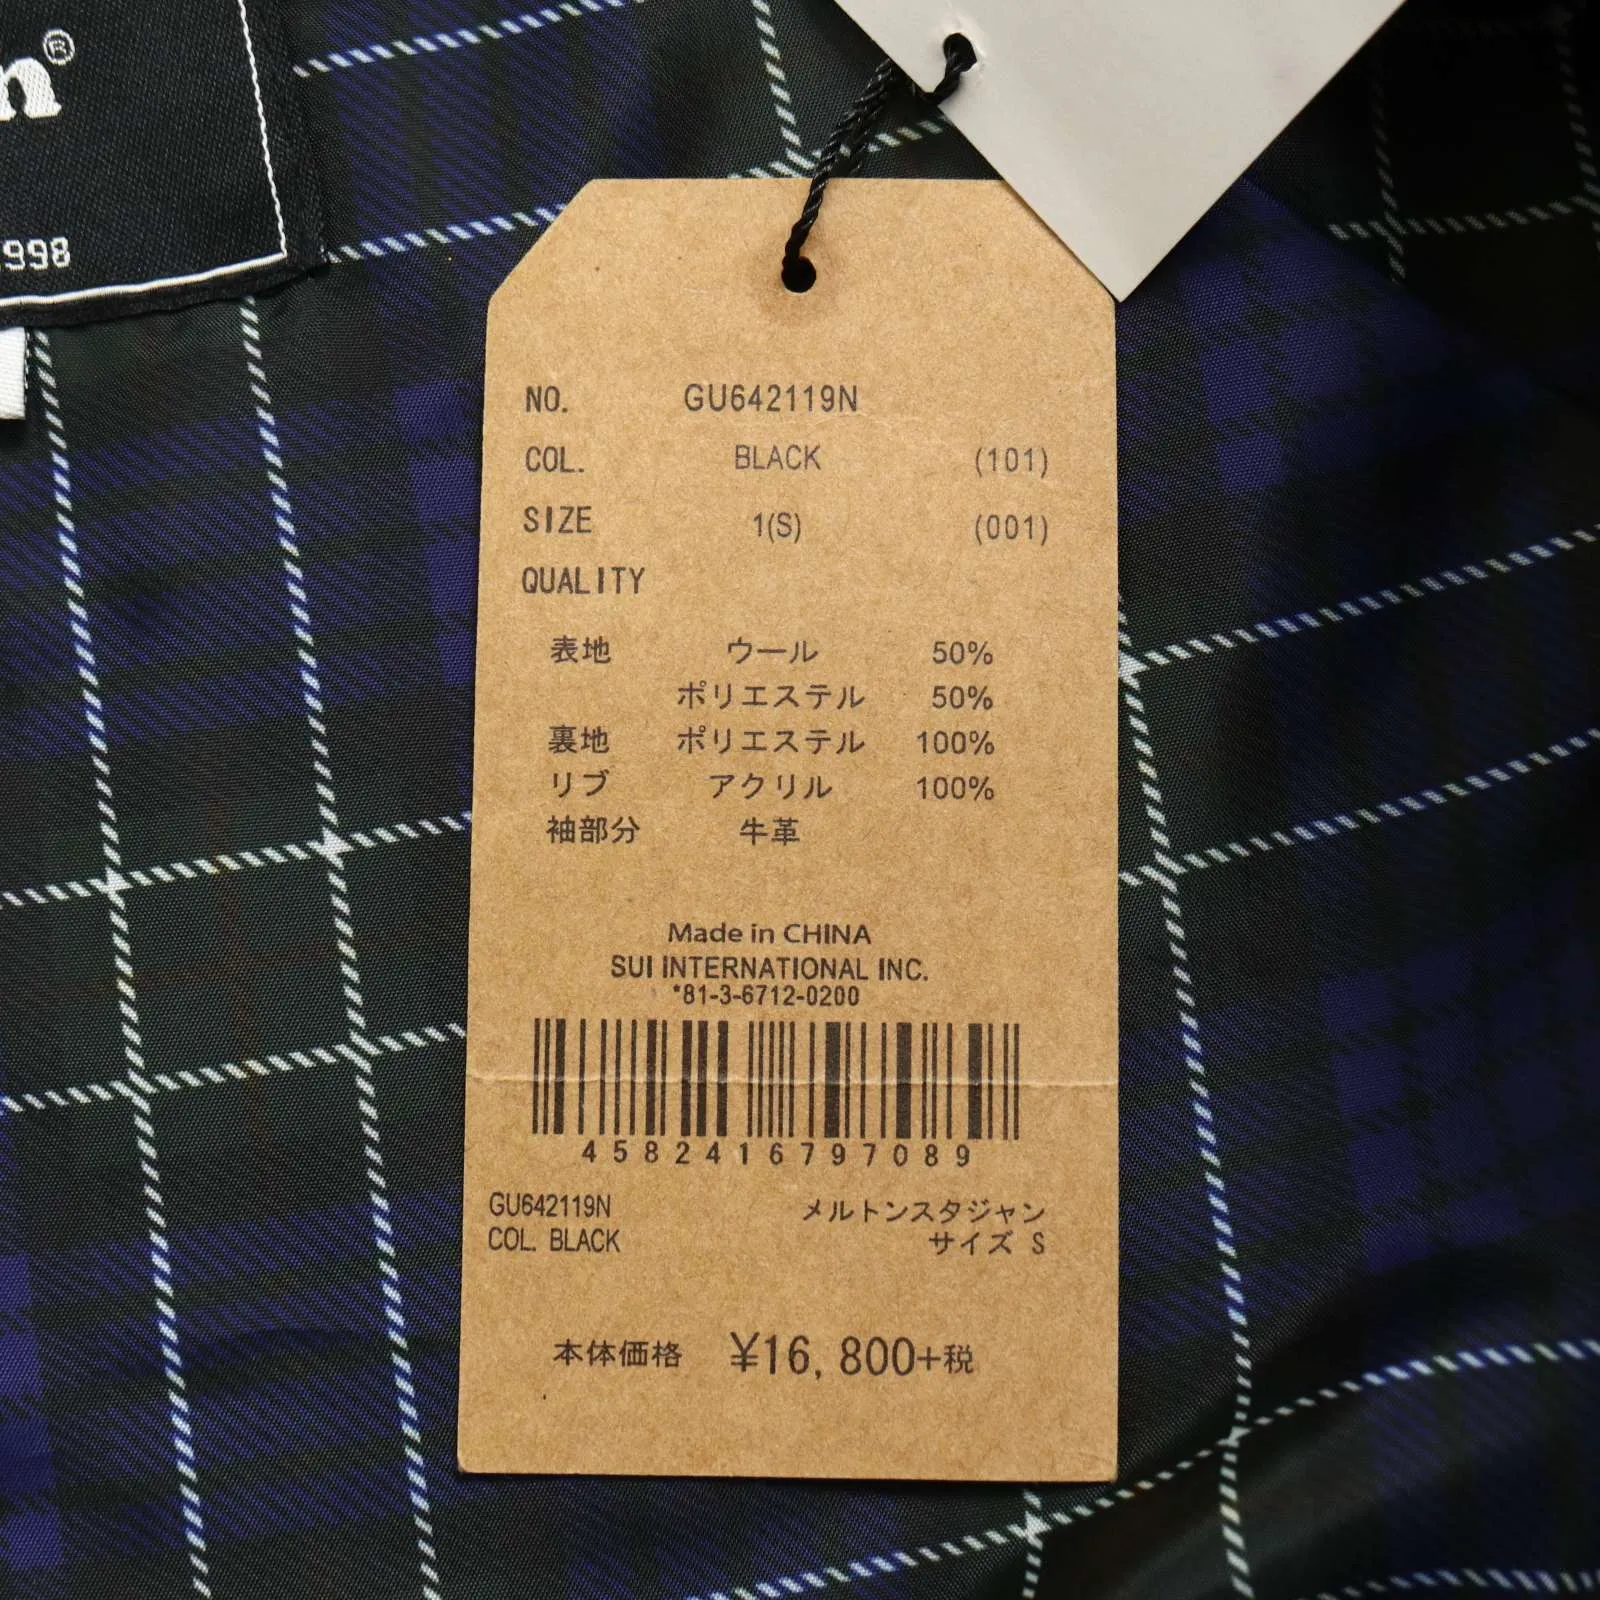 n®
998
NO. GU642119N
COL. BLACK (101)
SIZE 1(S) (001)
QUALITY
表地 ウール 50%
ポリエステル 50%
裏地 ポリエステル 100%
リブ アクリル 100%
袖部分 牛革
Made in CHINA
SUI INTERNATIONAL INC.
*81-3-6712-0200
4582416797089
GU642119N メルトンスタジャン
COL. BLACK サイズ S
本体価格 ¥16,800+税